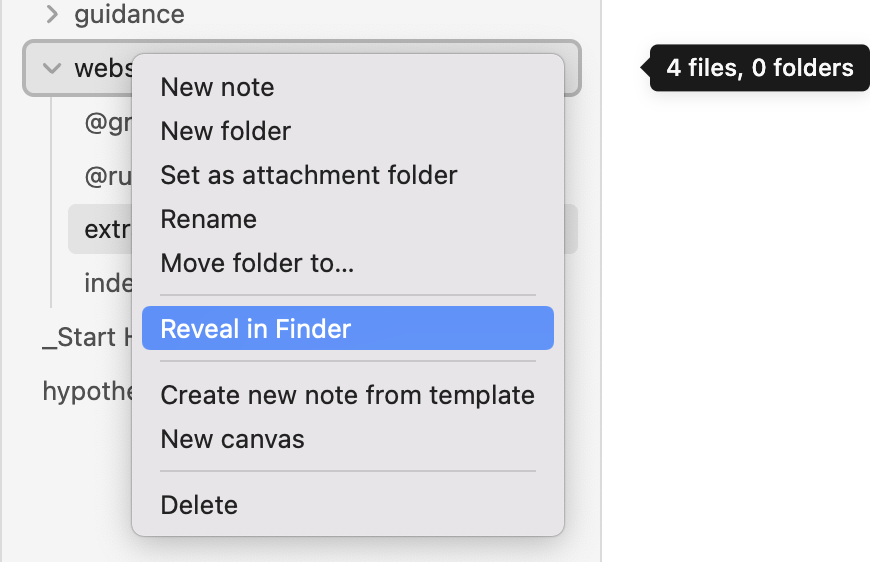 guidance
webs
4 files, 0 folders
New note
New folder
@gr
Set as attachment folder
@ru
Rename
extr
Move folder to...
inde
Reveal in Finder
_Start H
hypothe
Create new note from template
New canvas
Delete